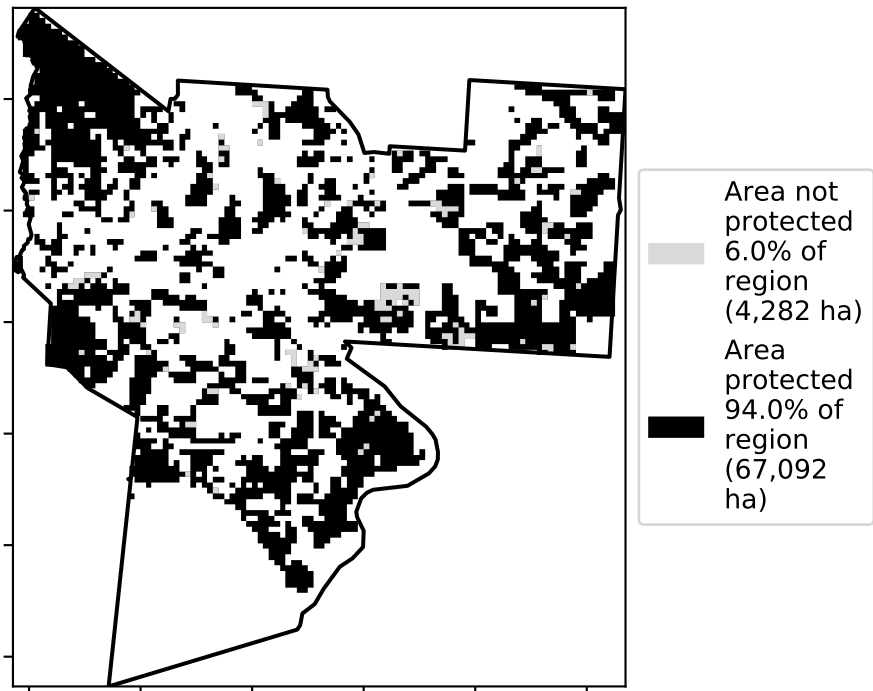 Area not
protected
6.0% of
region
(4,282 ha)
Area
protected
94.0% of
region
(67,092
ha)